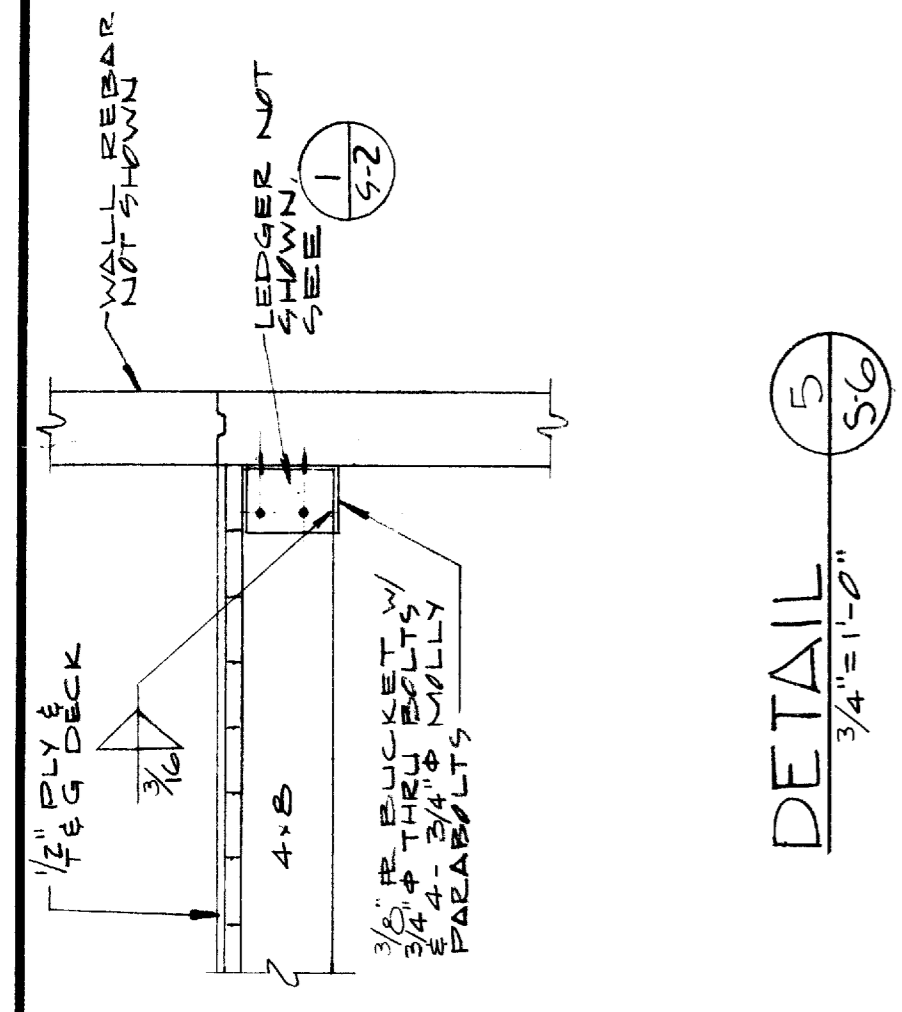 WALL REBAR
NOT SHOWN
LEDGER NOT
SHOWN,
SEE
1
S-2
1/2" PLY &
T & G DECK
3/16
4x8
3/8" PL BUCKET W/
3/4" Φ THRU BOLTS
& 4 - 3/4" Φ MOLLY
PARABOLTS
DETAIL
3/4" = 1'-0"
5
S-6